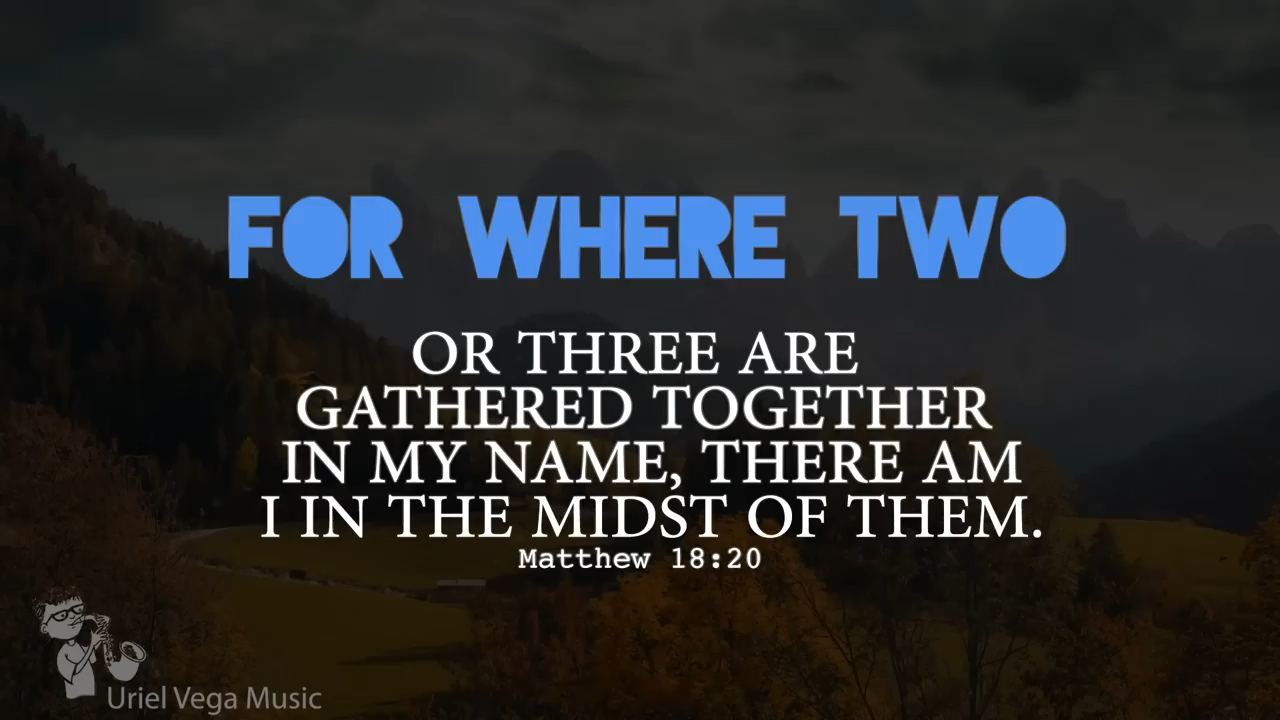 FOR WHERE TWO
OR THREE ARE
GATHERED TOGETHER
IN MY NAME, THERE AM
I IN THE MIDST OF THEM.
Matthew 18:20
Uriel Vega Music